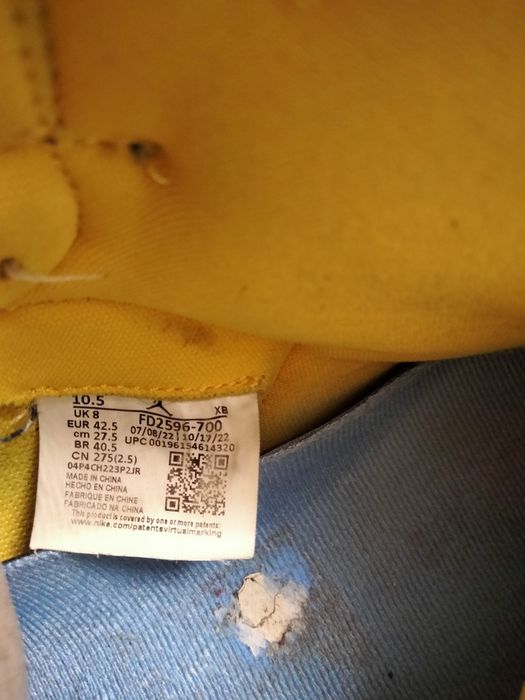 10.5
UK 8 XB
EUR 42.5 FD2596-700
cm 27.5 07/08/22 | 10/17/22
BR 40.5 UPC 00196154614320
CN 275(2.5)
04P4CH223P2JR
MADE IN CHINA
HECHO EN CHINA
FABRIQUE EN CHINE
FABRICADO NA CHINA
This product is covered by one or more patents:
www.nike.com/patentsvirtualmarking